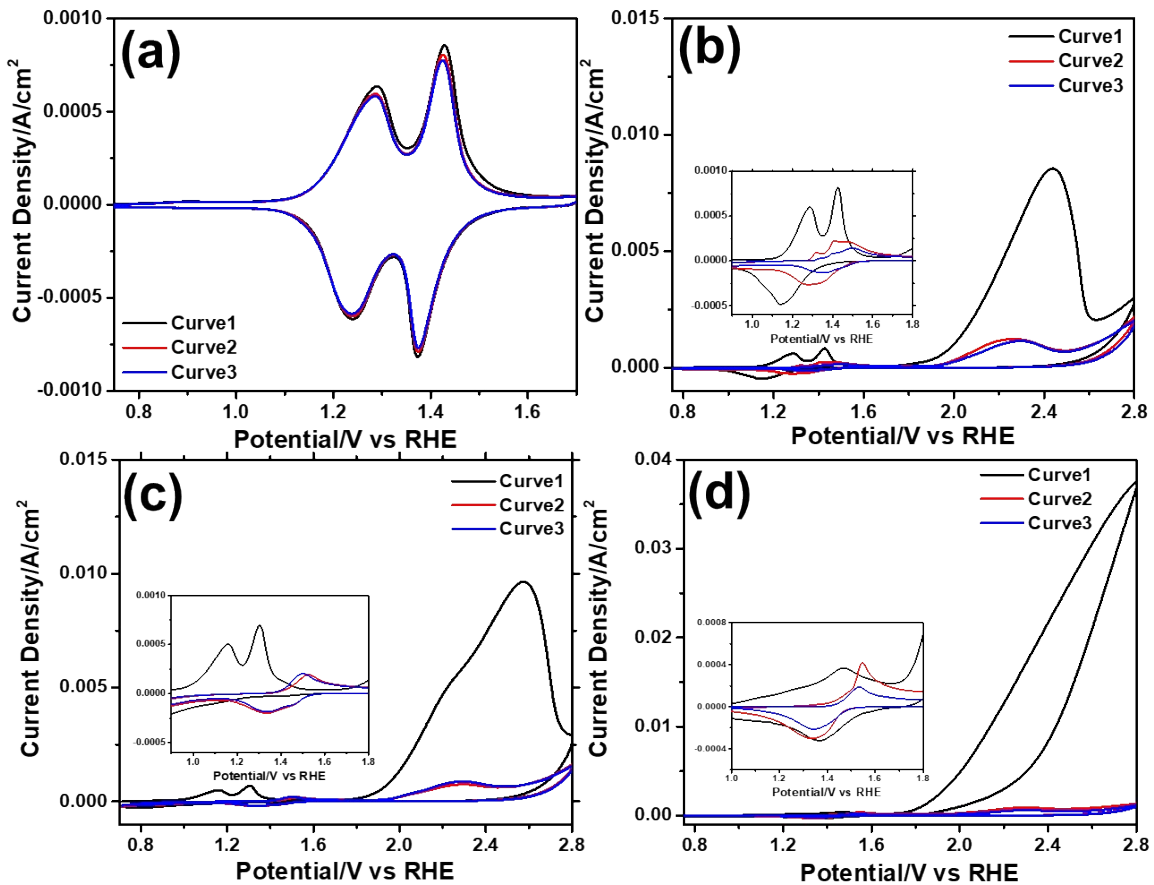 (a)
0.0010
0.0005
0.0000
-0.0005
-0.0010
Current Density/A/cm²
Curve1
Curve2
Curve3
0.8 1.0 1.2 1.4 1.6
Potential/V vs RHE
(b)
0.015
0.010
0.005
0.000
Current Density/A/cm²
Curve1
Curve2
Curve3
0.0010
0.0005
0.0000
-0.0005
1.0 1.2 1.4 1.6 1.8
Potential/V vs RHE
0.8 1.2 1.6 2.0 2.4 2.8
Potential/V vs RHE
(c)
0.015
0.010
0.005
0.000
Current Density/A/cm²
Curve1
Curve2
Curve3
0.0010
0.0005
0.0000
-0.0005
1.0 1.2 1.4 1.6 1.8
Potential/V vs RHE
0.8 1.2 1.6 2.0 2.4 2.8
Potential/V vs RHE
(d)
0.04
0.03
0.02
0.01
0.00
Current Density/A/cm²
Curve1
Curve2
Curve3
0.0008
0.0004
0.0000
-0.0004
1.0 1.2 1.4 1.6 1.8
Potential/V vs RHE
0.8 1.2 1.6 2.0 2.4 2.8
Potential/V vs RHE